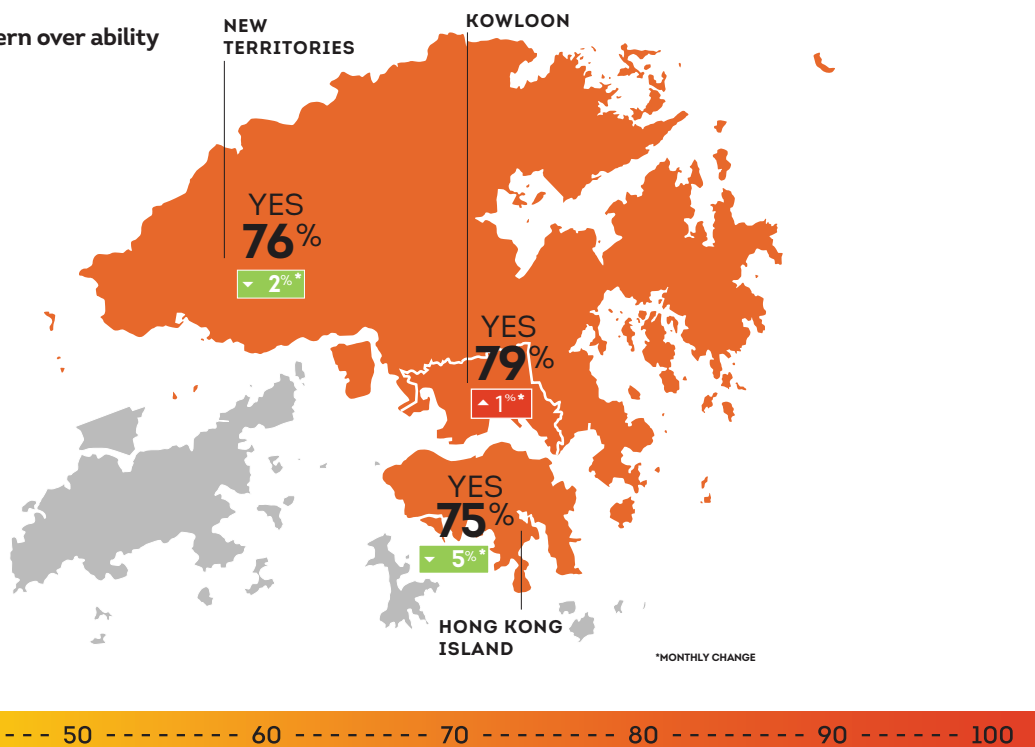 over ability
NEW
TERRITORIES
KOWLOON
YES
76%
▼ 2%*
YES
79%
▲ 1%*
YES
75%
▼ 5%*
HONG KONG
ISLAND
*MONTHLY CHANGE
--- 50 ------- 60 ------- 70 ------- 80 ------- 90 ------- 100 -